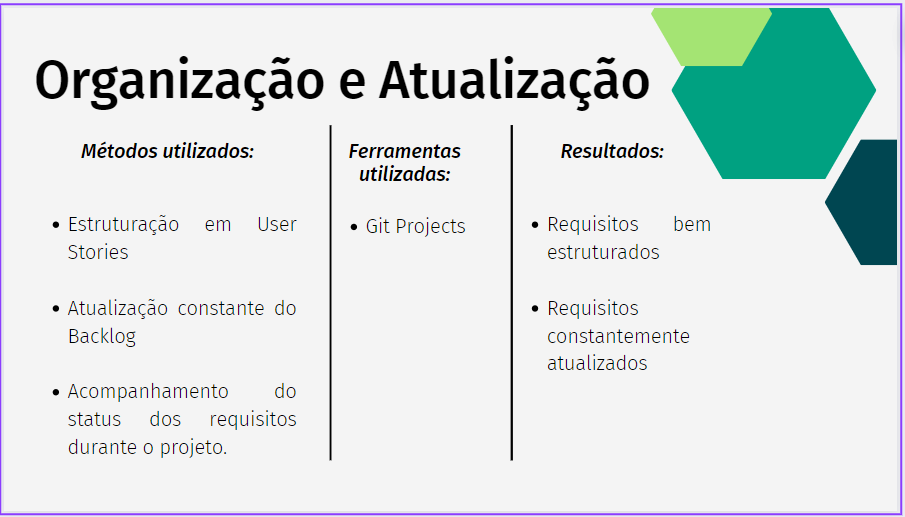 Organização e Atualização
Métodos utilizados:
Estruturação em User
Stories
Atualização constante do
Backlog
Acompanhamento do
status dos requisitos
durante o projeto.
Ferramentas
utilizadas:
Git Projects
Resultados:
Requisitos bem
estruturados
Requisitos
constantemente
atualizados